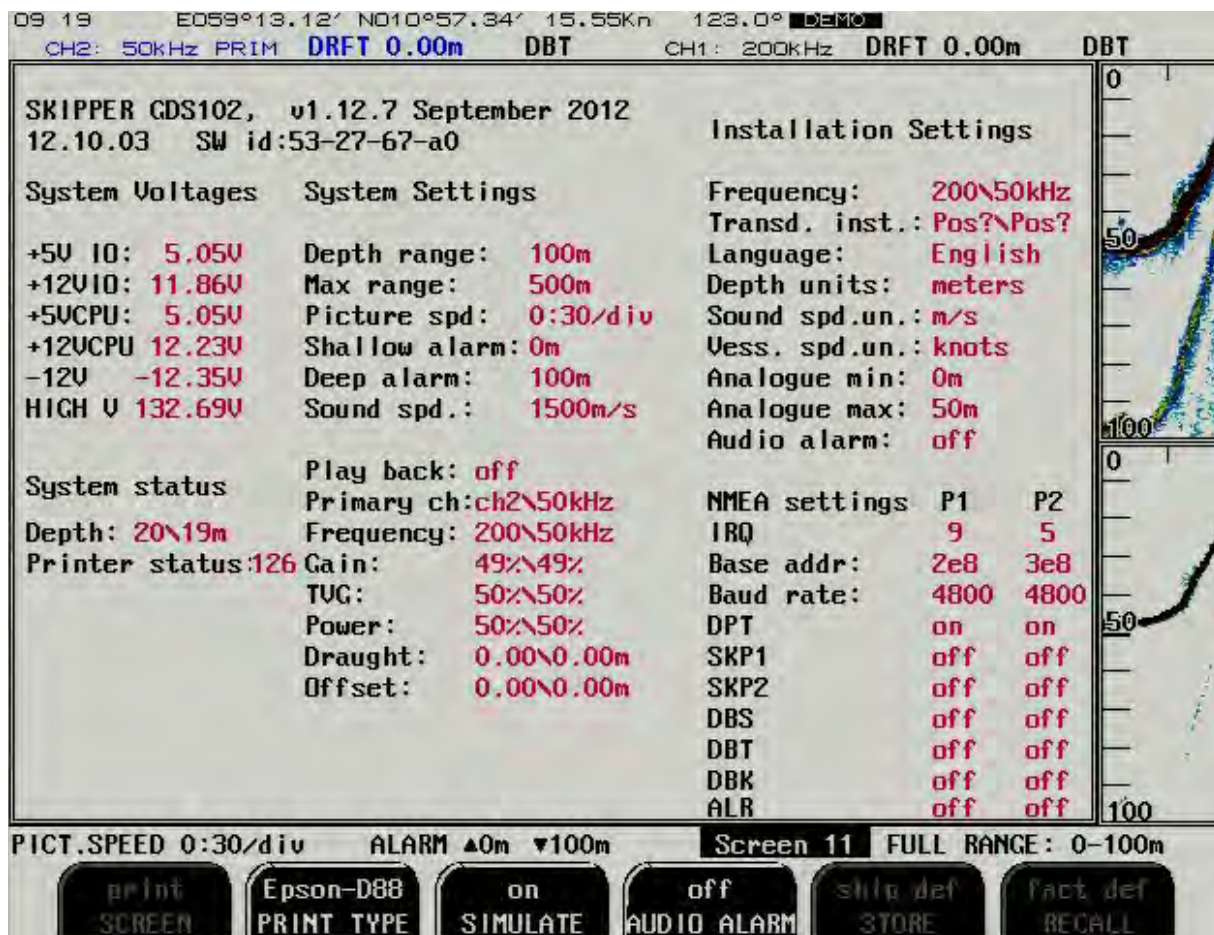 09 19 E059°13.12′ N010°57.34′ 15.55Kn 123.0° DEMO
CH2: 50KHz PRIM DRFT 0.00m DBT CH1: 200KHz DRFT 0.00m DBT
SKIPPER GDS102, v1.12.7 September 2012
12.10.03 SW id:53-27-67-a0
System Voltages
+5V IO: 5.05V
+12VIO: 11.86V
+5VCPU: 5.05V
+12VCPU 12.23V
-12V -12.35V
HIGH V 132.69V
System status
Depth: 20\19m
Printer status:126
System Settings
Depth range: 100m
Max range: 500m
Picture spd: 0:30/div
Shallow alarm: 0m
Deep alarm: 100m
Sound spd.: 1500m/s
Play back: off
Primary ch:ch2\50kHz
Frequency: 200\50kHz
Gain: 49%\49%
TVG: 50%\50%
Power: 50%\50%
Draught: 0.00\0.00m
Offset: 0.00\0.00m
Installation Settings
Frequency: 200\50kHz
Transd. inst.: Pos?\Pos?
Language: English
Depth units: meters
Sound spd.un.: m/s
Vess. spd.un.: knots
Analogue min: 0m
Analogue max: 50m
Audio alarm: off
NMEA settings P1 P2
IRQ 9 5
Base addr: 2e8 3e8
Baud rate: 4800 4800
DPT on on
SKP1 off off
SKP2 off off
DBS off off
DBT off off
DBK off off
ALR off off
0
50
100
0
50
100
PICT.SPEED 0:30/div ALARM ▲0m ▼100m Screen 11 FULL RANGE: 0-100m
print
SCREEN
Epson-D88
PRINT TYPE
on
SIMULATE
off
AUDIO ALARM
ship def
STORE
fact def
RECALL